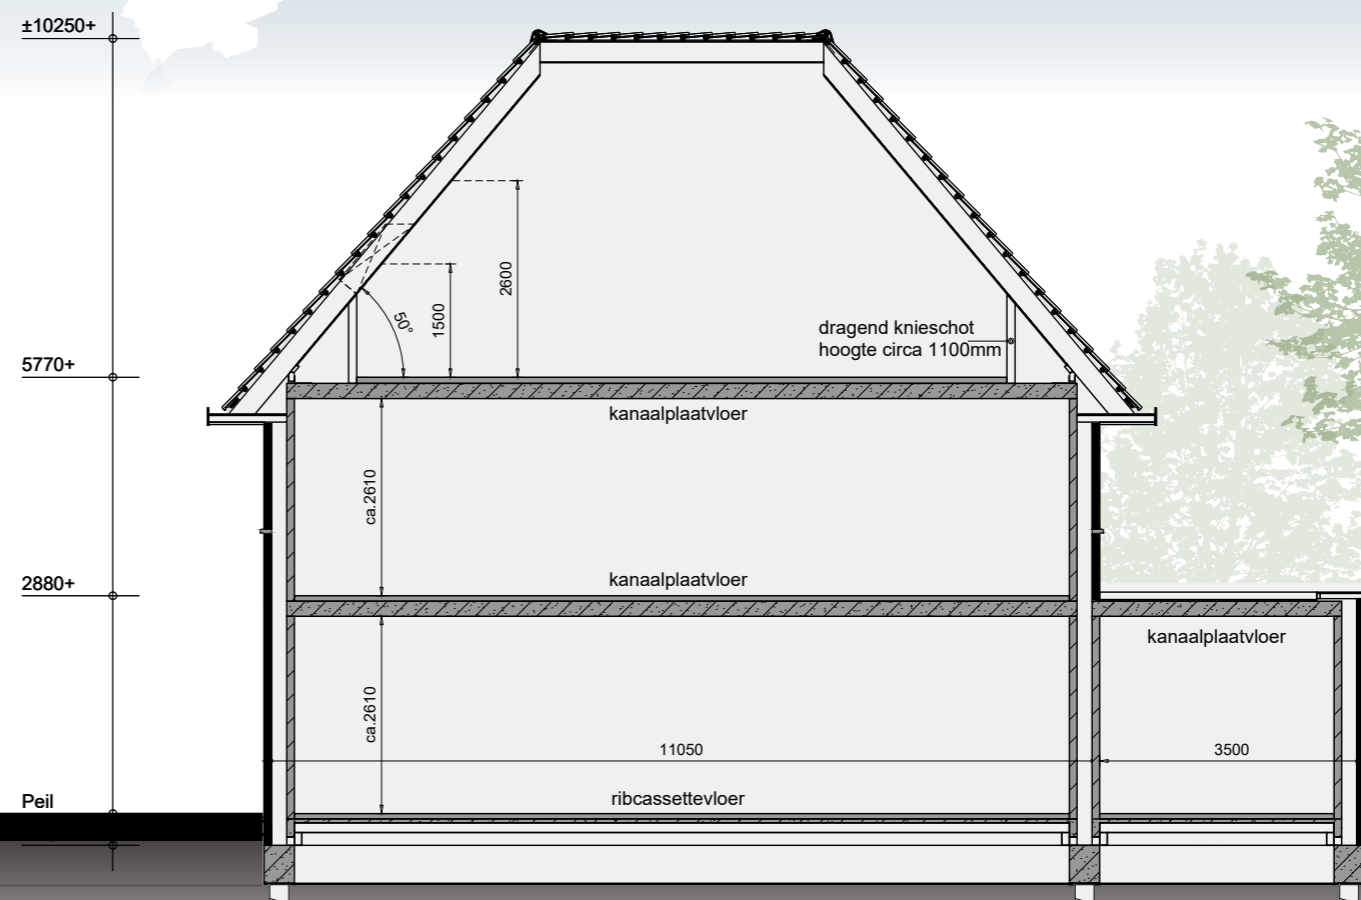 ±10250+
2600
50°
1500
dragend knieschot
hoogte circa 1100mm
5770+
kanaalplaatvloer
ca.2610
kanaalplaatvloer
2880+
kanaalplaatvloer
ca.2610
11050
3500
Peil
ribcassettevloer